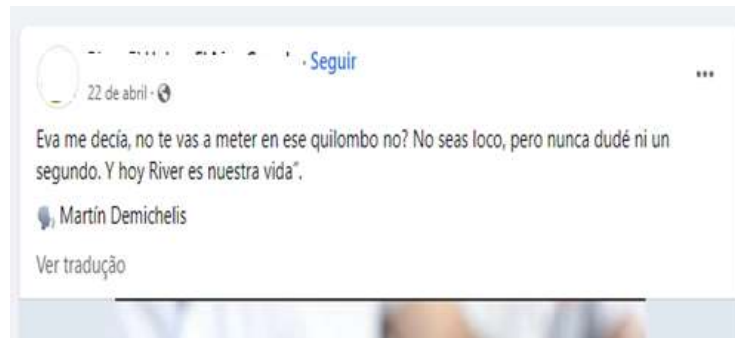 · Seguir
22 de abril ·
Eva me decía, no te vas a meter en ese quilombo no? No seas loco, pero nunca dudé ni un
segundo. Y hoy River es nuestra vida”.
Martín Demichelis
Ver tradução